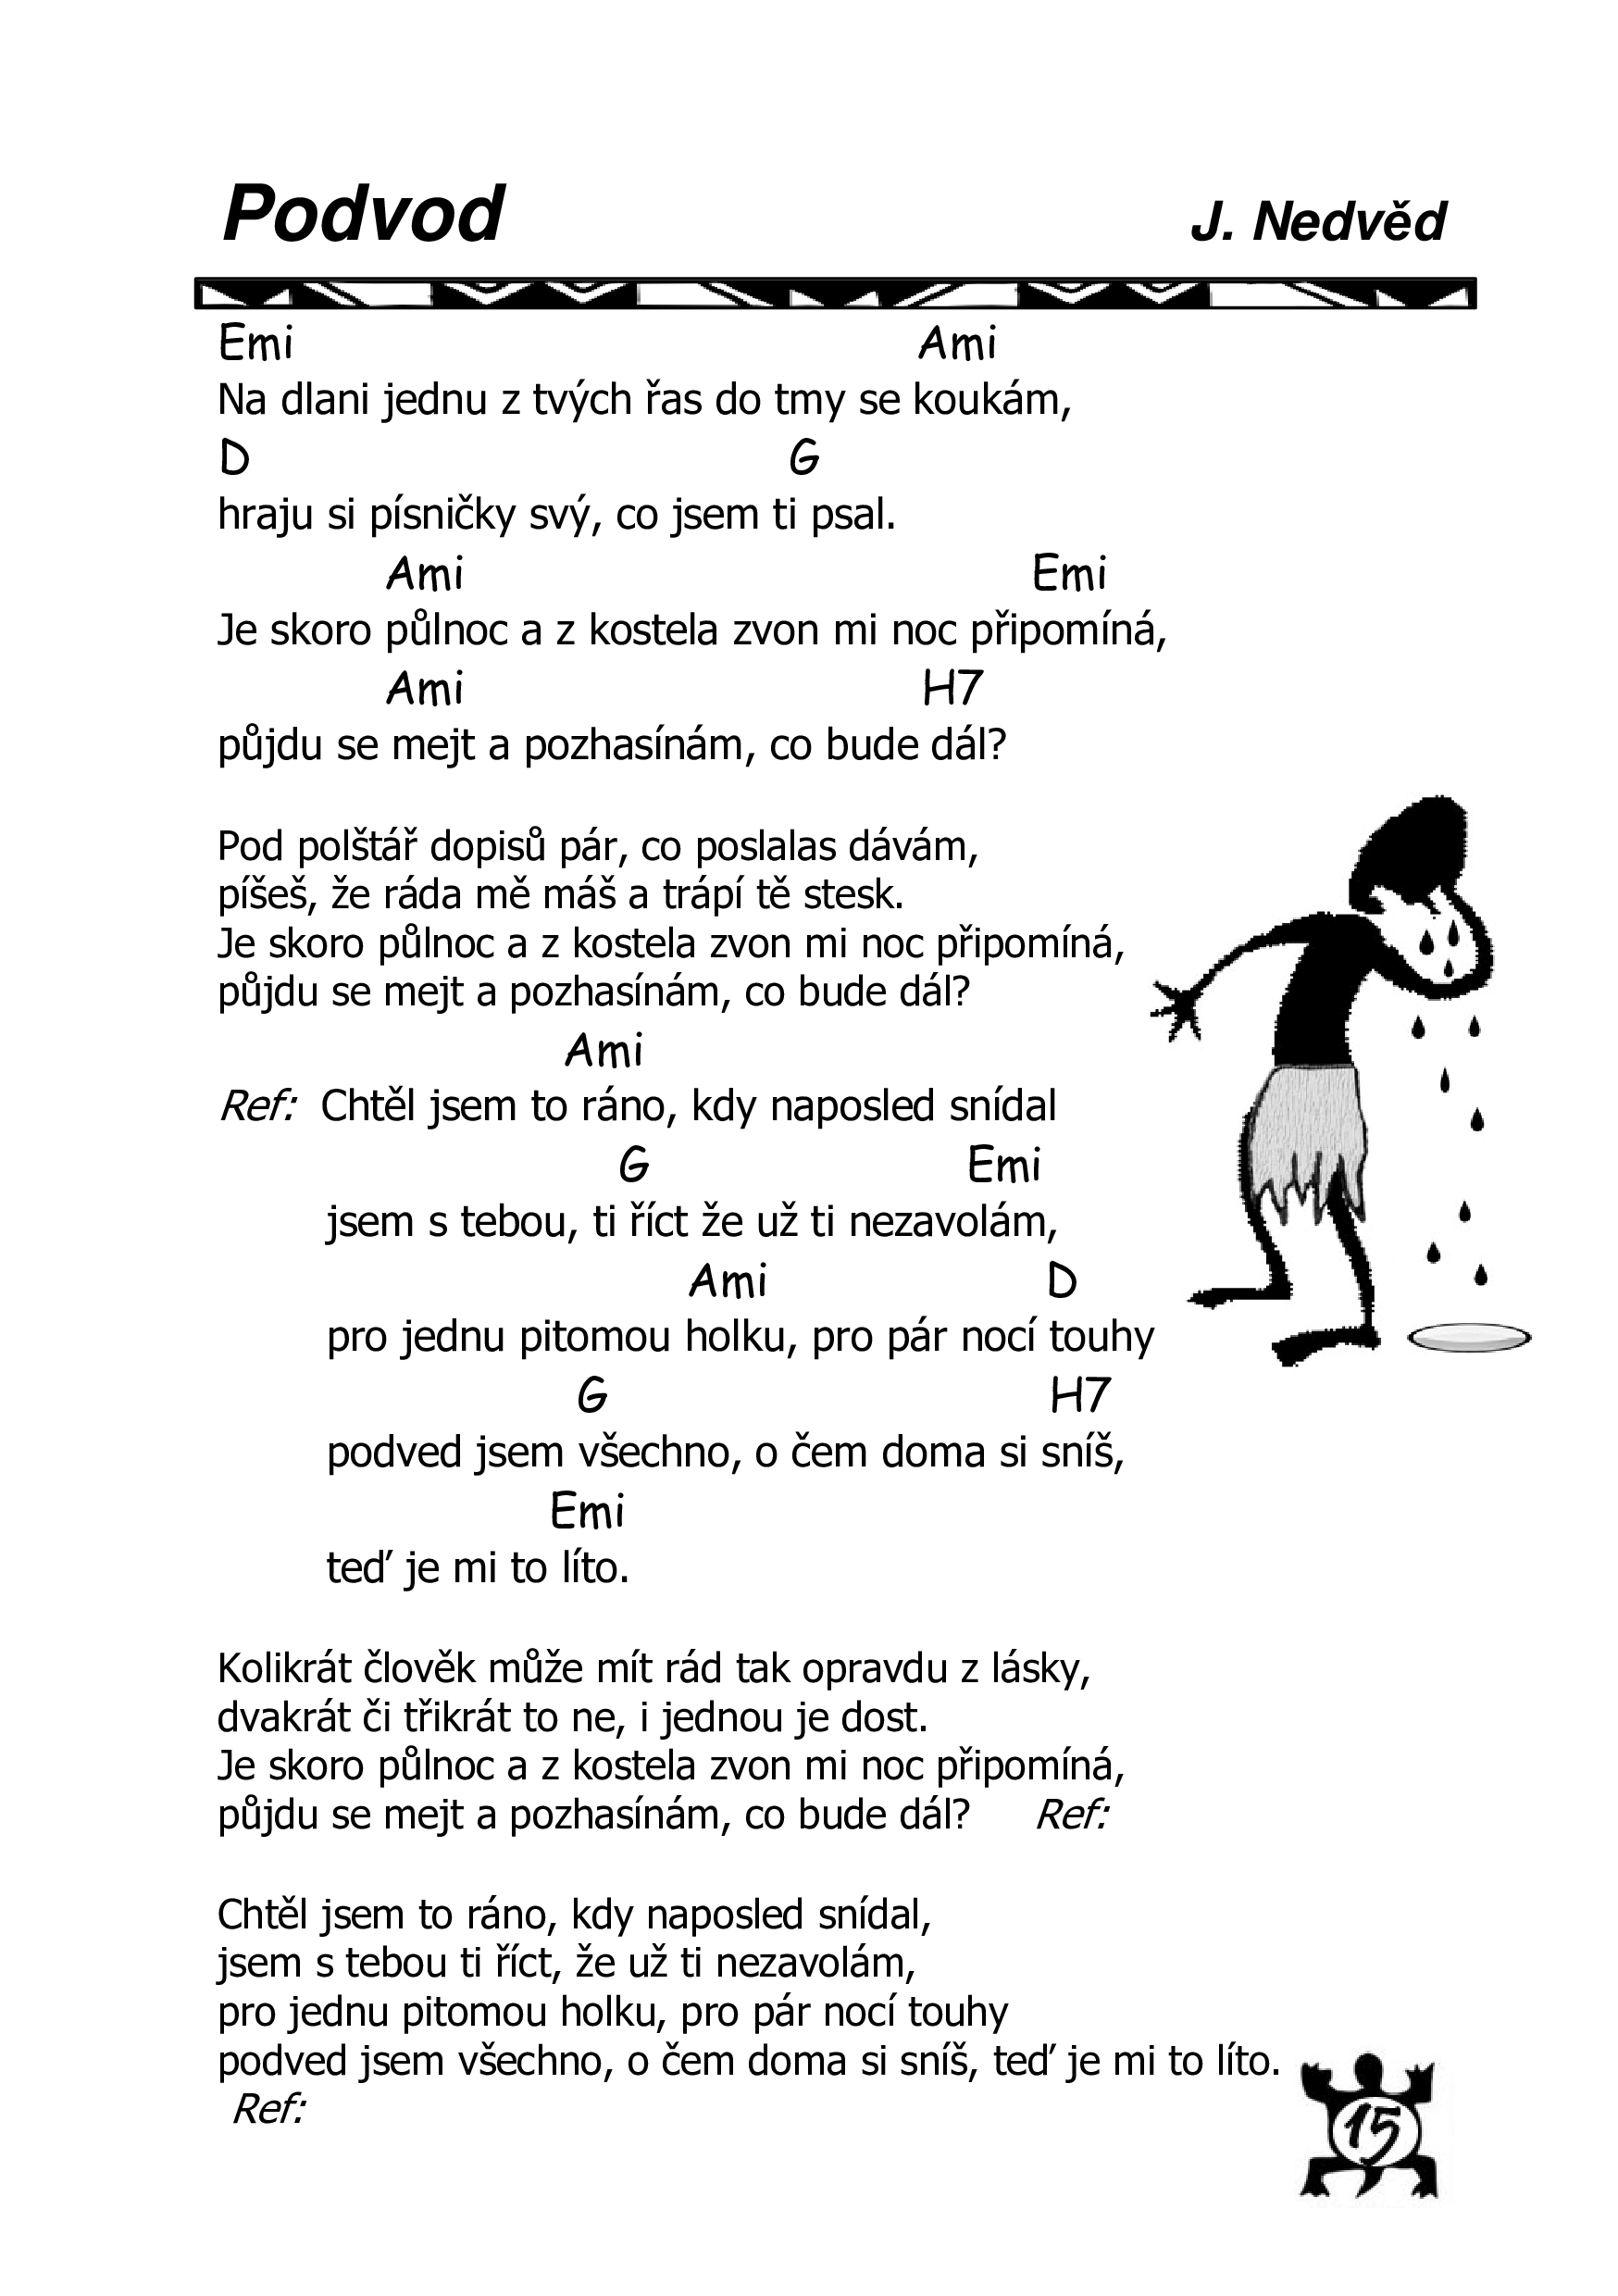 Podvod J. Nedvěd
Emi Ami
Na dlani jednu z tvých řas do tmy se koukám,
D G
hraju si písničky svý, co jsem ti psal.
Ami Emi
Je skoro půlnoc a z kostela zvon mi noc připomíná,
Ami H7
půjdu se mejt a pozhasínám, co bude dál?
Pod polštář dopisů pár, co poslalas dávám,
píšeš, že ráda mě máš a trápí tě stesk.
Je skoro půlnoc a z kostela zvon mi noc připomíná,
půjdu se mejt a pozhasínám, co bude dál?
Ami
Ref: Chtěl jsem to ráno, kdy naposled snídal
G Emi
jsem s tebou, ti říct že už ti nezavolám,
Ami D
pro jednu pitomou holku, pro pár nocí touhy
G H7
podved jsem všechno, o čem doma si sníš,
Emi
teď je mi to líto.
Kolikrát člověk může mít rád tak opravdu z lásky,
dvakrát či třikrát to ne, i jednou je dost.
Je skoro půlnoc a z kostela zvon mi noc připomíná,
půjdu se mejt a pozhasínám, co bude dál? Ref:
Chtěl jsem to ráno, kdy naposled snídal,
jsem s tebou ti říct, že už ti nezavolám,
pro jednu pitomou holku, pro pár nocí touhy
podved jsem všechno, o čem doma si sníš, teď je mi to líto.
Ref:
15